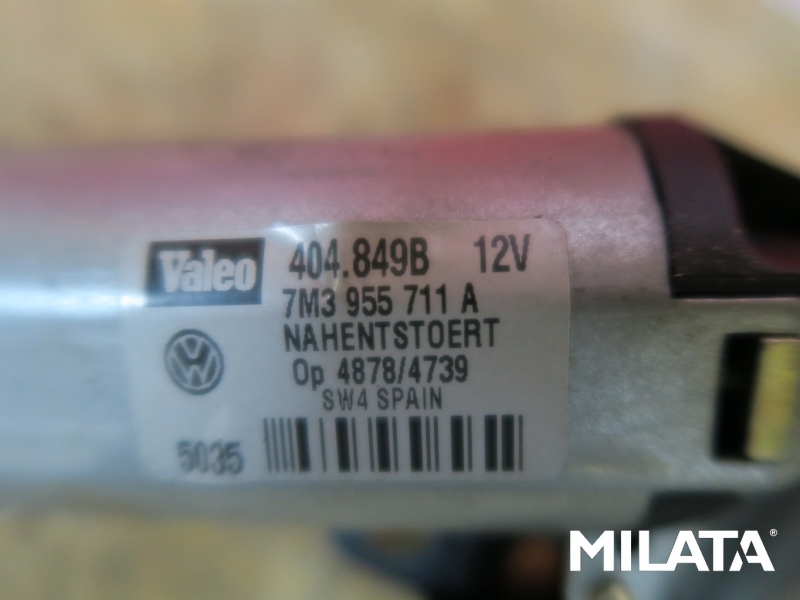 Valeo 404.849B 12V
7M3 955 711 A
NAHENTSTOERT
Op 4878/4739
SW4 SPAIN
5035
MILATA®